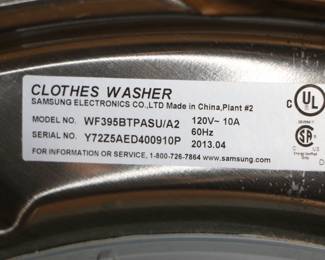 CLOTHES WASHER
SAMSUNG ELECTRONICS CO.,LTD Made in China,Plant #2
MODEL NO. WF395BTPASU/A2 120V~ 10A
60Hz
SERIAL NO. Y72Z5AED400910P 2013.04
FOR INFORMATION OR SERVICE, 1-800-726-7864 www.samsung.com
C UL